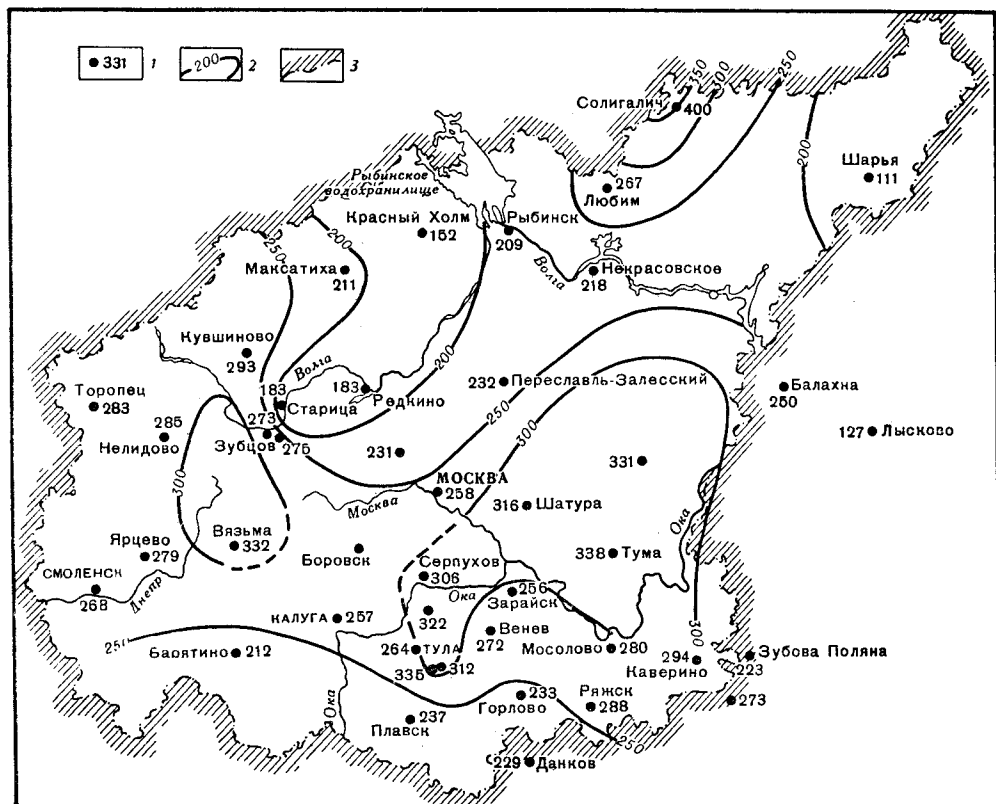 331 1 200 2 3
350
300
250
Солигалич
400
200
Шарья
111
Рыбинское
водохранилище
267
Любим
Красный Холм
152
Рыбинск
209
Волга
Некрасовское
218
250
200
Максатиха
211
Кувшиново
293
Волга
183
Редкино
200
232 Переславль-Залесский
250
Балахна
250
Торопец
283
183
Старица
273
Зубцов
275
285
Нелидово
300
231
300
331
127 Лысково
МОСКВА
258
Москва
316 Шатура
Ока
Вязьма
332
Ярцево
279
Боровск
338 Тума
СМОЛЕНСК
268
Днепр
Серпухов
306
Ока
256
Зарайск
КАЛУГА 257
322
Венев
272
250
Барятино 212
264 ТУЛА
335 312
Мосолово 280
300
294
Каверино
Зубова Поляна
223
273
Ока
237
Плавск
233
Горлово
Ряжск
288
250
229 Данков